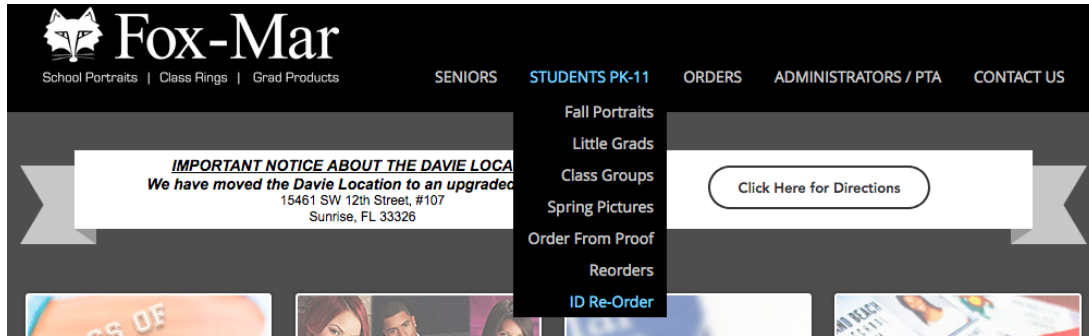 Fox-Mar
School Portraits | Class Rings | Grad Products
SENIORS STUDENTS PK-11 ORDERS ADMINISTRATORS / PTA CONTACT US
Fall Portraits
Little Grads
Class Groups
Spring Pictures
Order From Proof
Reorders
ID Re-Order
IMPORTANT NOTICE ABOUT THE DAVIE LOCA
We have moved the Davie Location to an upgraded
15461 SW 12th Street, #107
Sunrise, FL 33326
Click Here for Directions
OF
BEACH